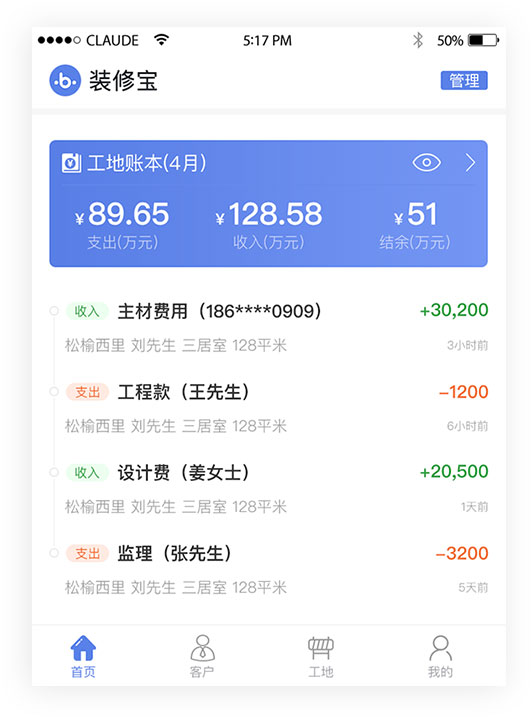 CLAUDE 5:17 PM 50%
b 装修宝 管理
工地账本(4月)
¥89.65 ¥128.58 ¥51
支出(万元) 收入(万元) 结余(万元)
收入 主材费用（186****0909） +30,200
松榆西里 刘先生 三居室 128平米 3小时前
支出 工程款（王先生） -1200
松榆西里 刘先生 三居室 128平米 6小时前
收入 设计费（姜女士） +20,500
松榆西里 刘先生 三居室 128平米 1天前
支出 监理（张先生） -3200
松榆西里 刘先生 三居室 128平米 5天前
首页 客户 工地 我的